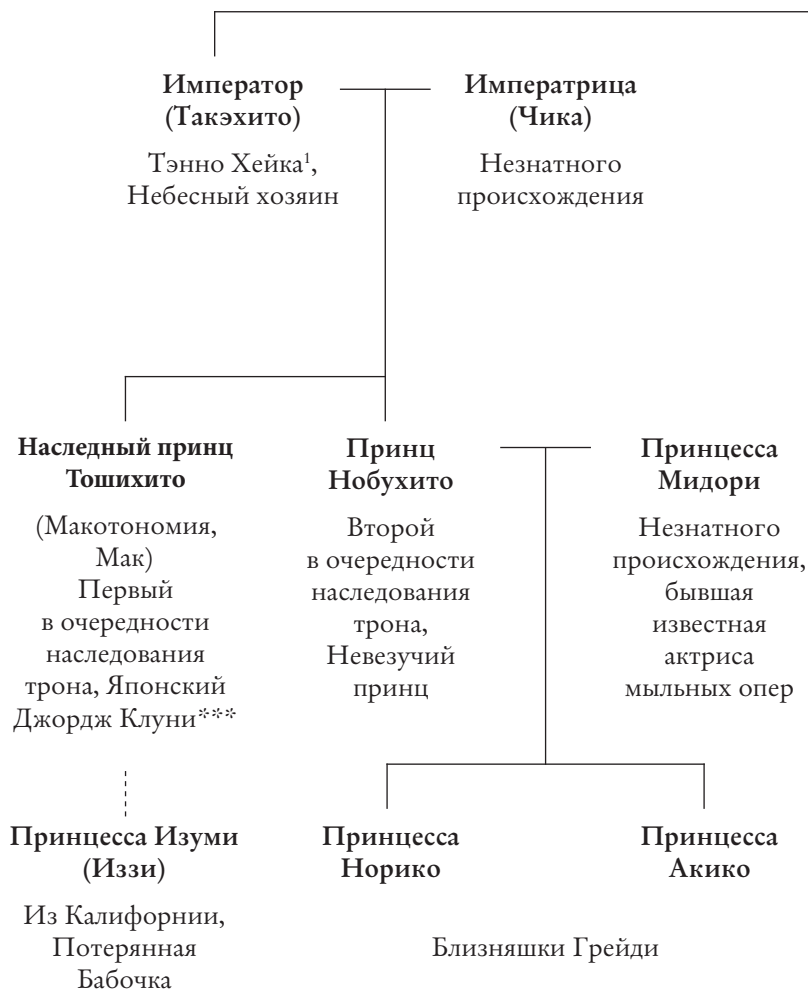 Император
(Такэхито)
Тэнно Хейка¹,
Небесный хозяин
Императрица
(Чика)
Незнатного
происхождения
Наследный принц
Тошихито
(Макотономия,
Мак)
Первый
в очередности
наследования
трона, Японский
Джордж Клуни***
Принц
Нобухито
Второй
в очередности
наследования
трона,
Невезучий
принц
Принцесса
Мидори
Незнатного
происхождения,
бывшая
известная
актриса
мыльных опер
Принцесса Изуми
(Иззи)
Из Калифорнии,
Потерянная
Бабочка
Принцесса
Норико
Принцесса
Акико
Близняшки Грейди